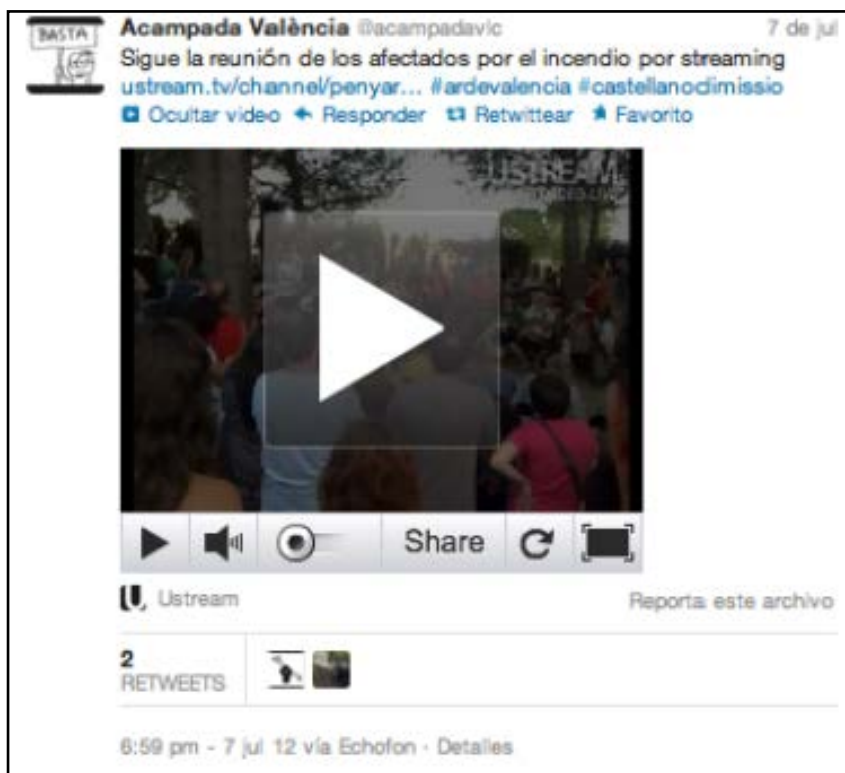 BASTA
Acampada València @acampadavlc 7 de jul
Sigue la reunión de los afectados por el incendio por streaming
ustream.tv/channel/penyar... #ardevalencia #castellanodimissio
Ocultar video Responder Retwittear Favorito
USTREAM
Share
Ustream Reporta este archivo
2
RETWEETS
6:59 pm - 7 jul 12 vía Echofon · Detalles